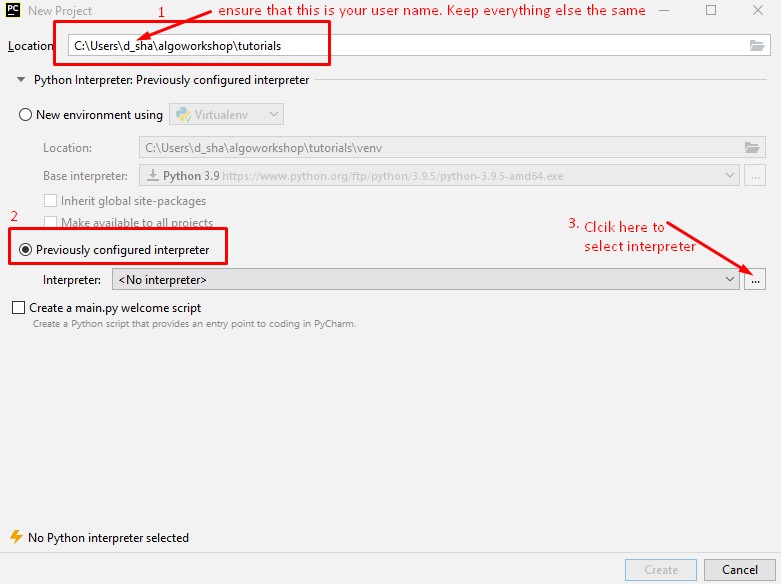 PC New Project
1 ensure that this is your user name. Keep everything else the same
Location: C:\Users\d_sha\algoworkshop\tutorials
Python Interpreter: Previously configured interpreter
New environment using Virtualenv
Location: C:\Users\d_sha\algoworkshop\tutorials\venv
Base interpreter: Python 3.9 https://www.python.org/ftp/python/3.9.5/python-3.9.5-amd64.exe ...
Inherit global site-packages
Make available to all projects
2
Previously configured interpreter
3. Clcik here to
select interpreter
Interpreter: <No interpreter> ...
Create a main.py welcome script
Create a Python script that provides an entry point to coding in PyCharm.
No Python interpreter selected
Create Cancel